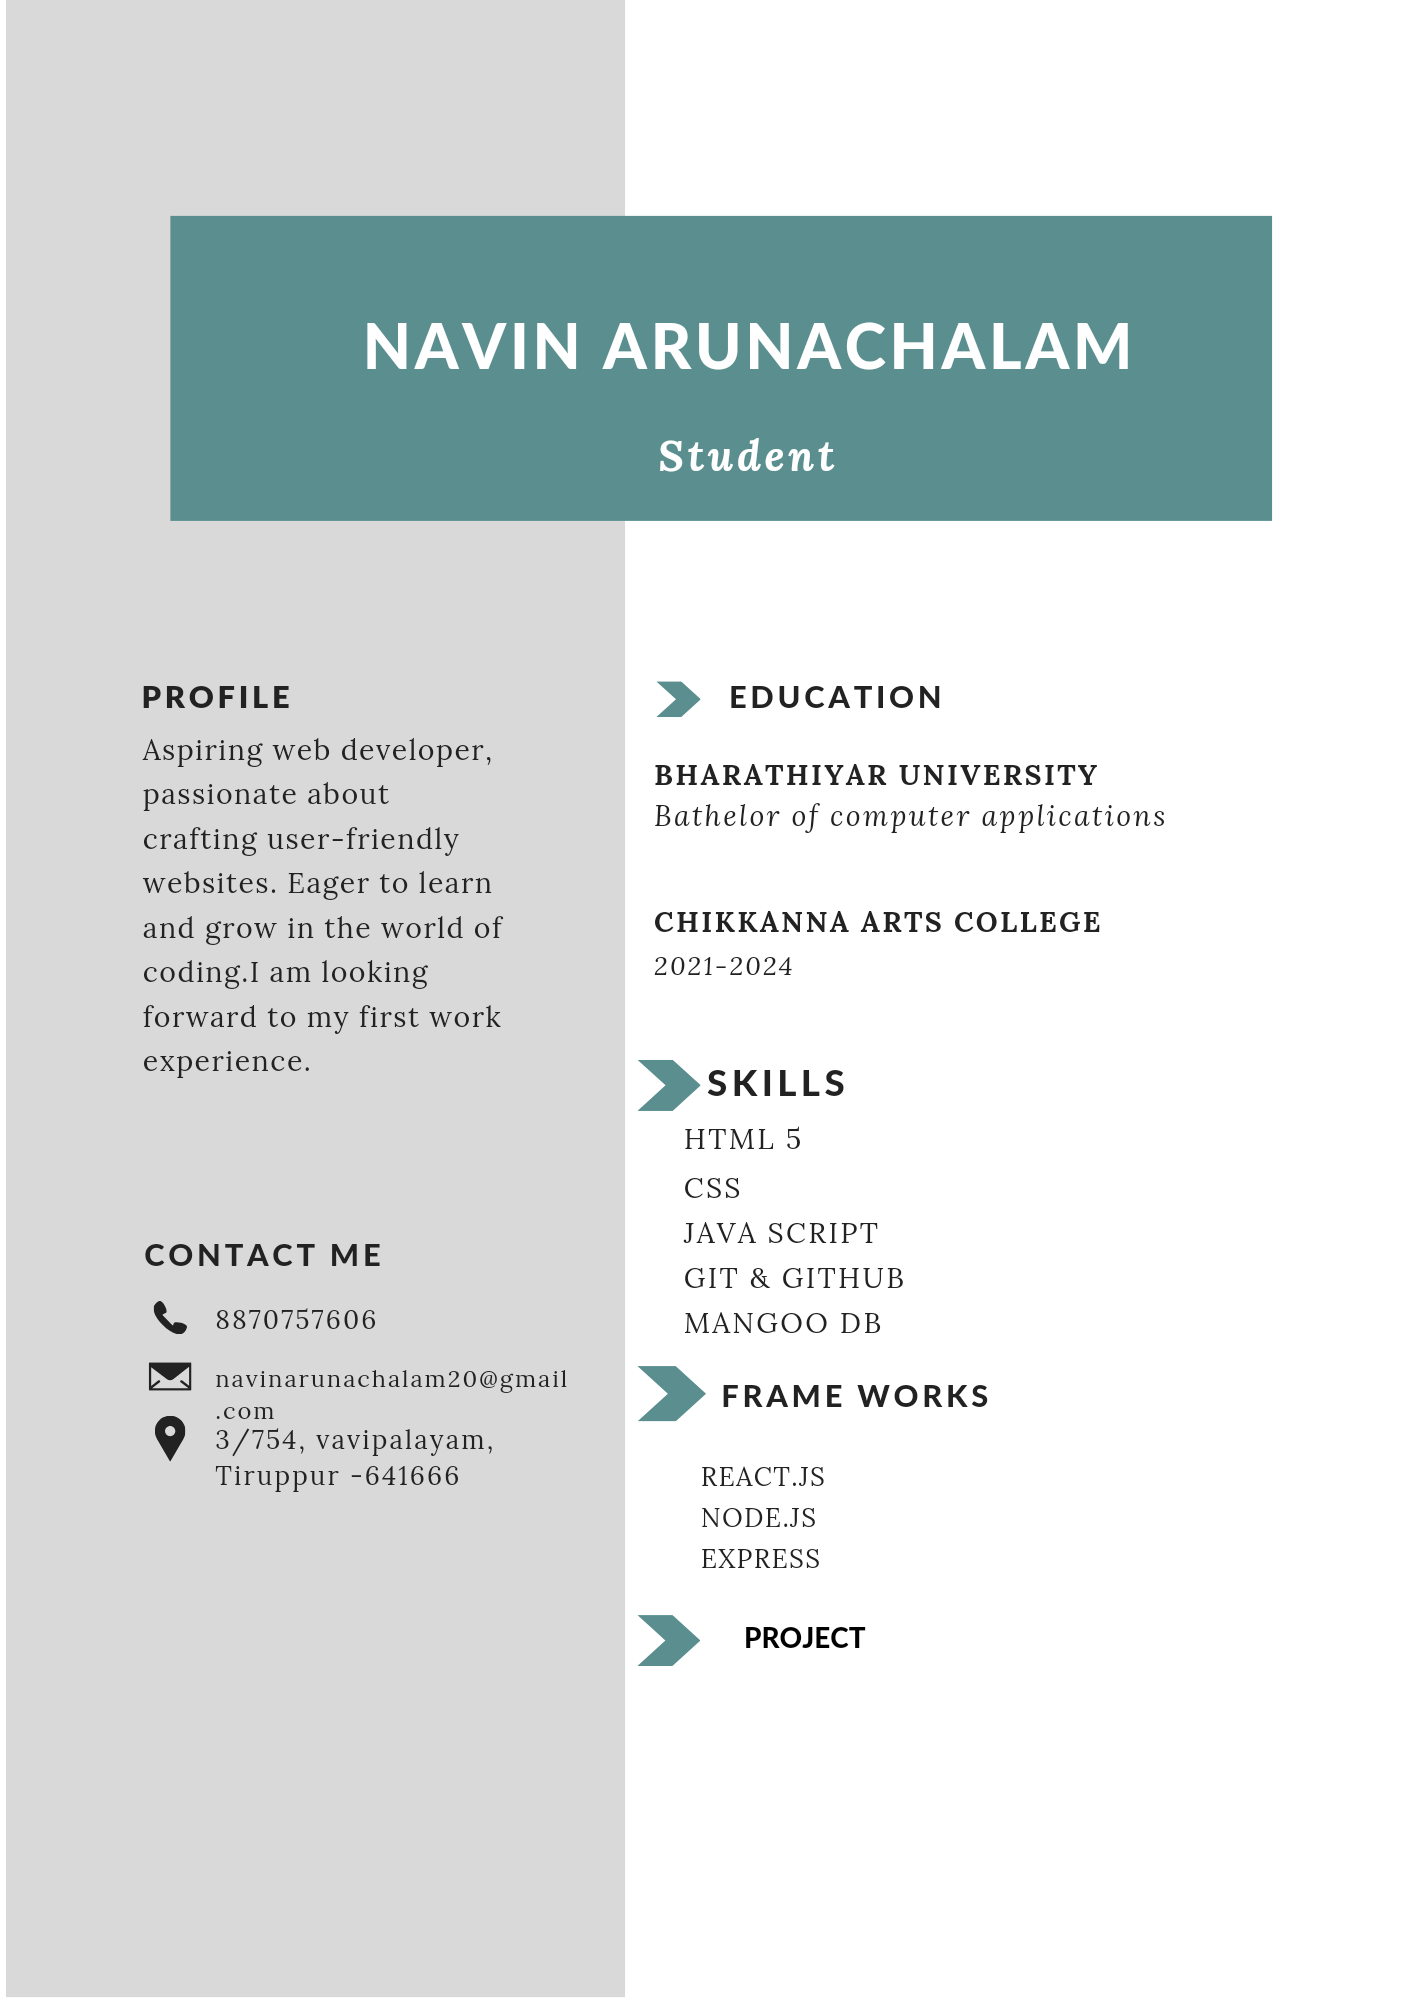 NAVIN ARUNACHALAM
Student
PROFILE
Aspiring web developer,
passionate about
crafting user-friendly
websites. Eager to learn
and grow in the world of
coding.I am looking
forward to my first work
experience.
CONTACT ME
8870757606
navinarunachalam20@gmail
.com
3/754, vavipalayam,
Tiruppur -641666
EDUCATION
BHARATHIYAR UNIVERSITY
Bathelor of computer applications
CHIKKANNA ARTS COLLEGE
2021-2024
SKILLS
HTML 5
CSS
JAVA SCRIPT
GIT & GITHUB
MANGOO DB
FRAME WORKS
REACT.JS
NODE.JS
EXPRESS
PROJECT